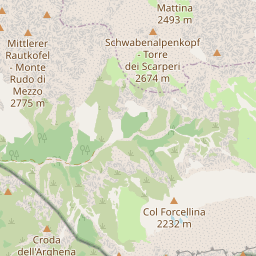 Mattina
2493 m
Schwabenalpenkopf
- Torre
dei Scarperi
2674 m
Mittlerer
Rautkofel
- Monte
Rudo di
Mezzo
2775 m
Col Forcellina
2232 m
Croda
dell'Arghena